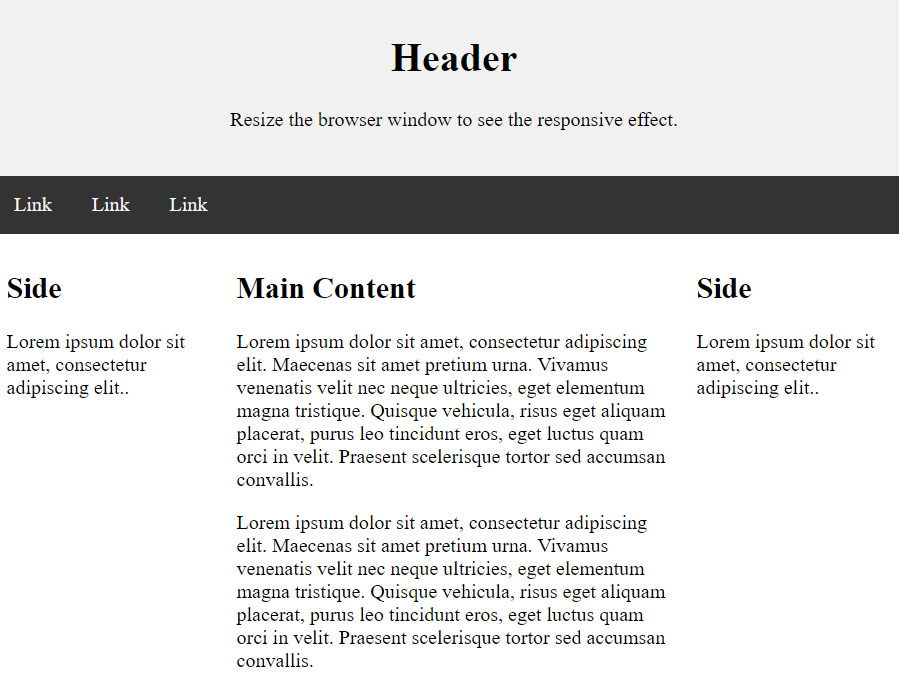 Header
Resize the browser window to see the responsive effect.
Link Link Link
Side
Lorem ipsum dolor sit
amet, consectetur
adipiscing elit..
Main Content
Lorem ipsum dolor sit amet, consectetur adipiscing
elit. Maecenas sit amet pretium urna. Vivamus
venenatis velit nec neque ultricies, eget elementum
magna tristique. Quisque vehicula, risus eget aliquam
placerat, purus leo tincidunt eros, eget luctus quam
orci in velit. Praesent scelerisque tortor sed accumsan
convallis.
Lorem ipsum dolor sit amet, consectetur adipiscing
elit. Maecenas sit amet pretium urna. Vivamus
venenatis velit nec neque ultricies, eget elementum
magna tristique. Quisque vehicula, risus eget aliquam
placerat, purus leo tincidunt eros, eget luctus quam
orci in velit. Praesent scelerisque tortor sed accumsan
convallis.
Side
Lorem ipsum dolor sit
amet, consectetur
adipiscing elit..